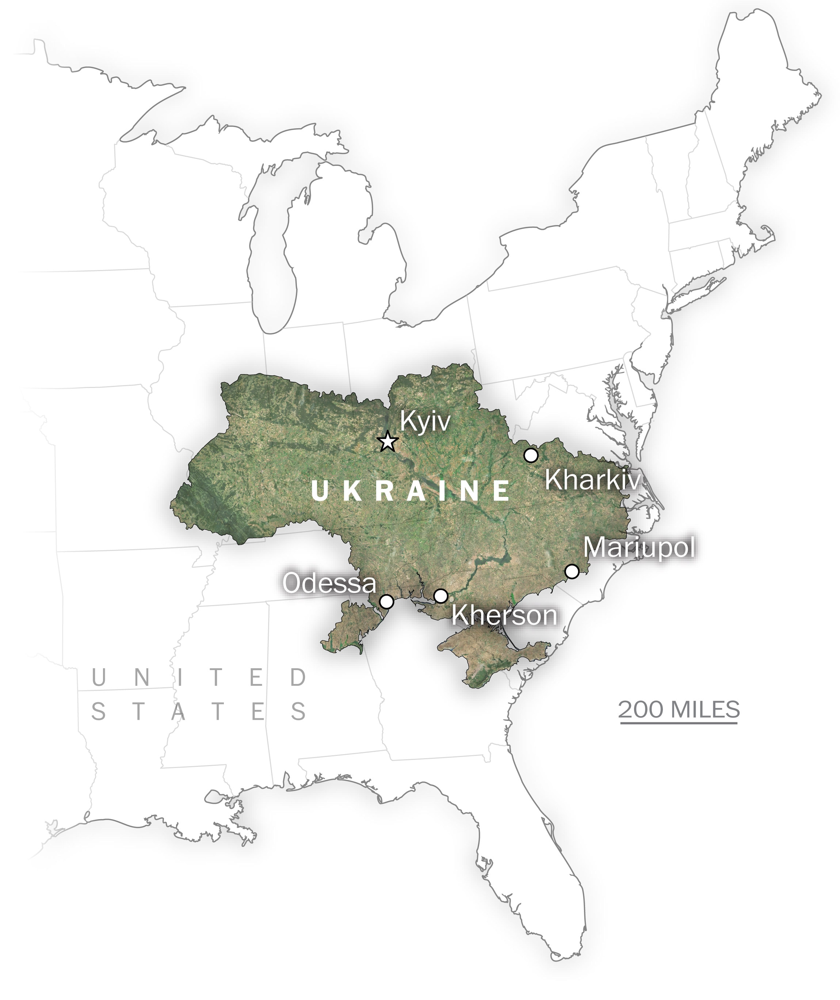 Kyiv
Kharkiv
UKRAINE
Mariupol
Odessa
Kherson
UNITED
STATES
200 MILES